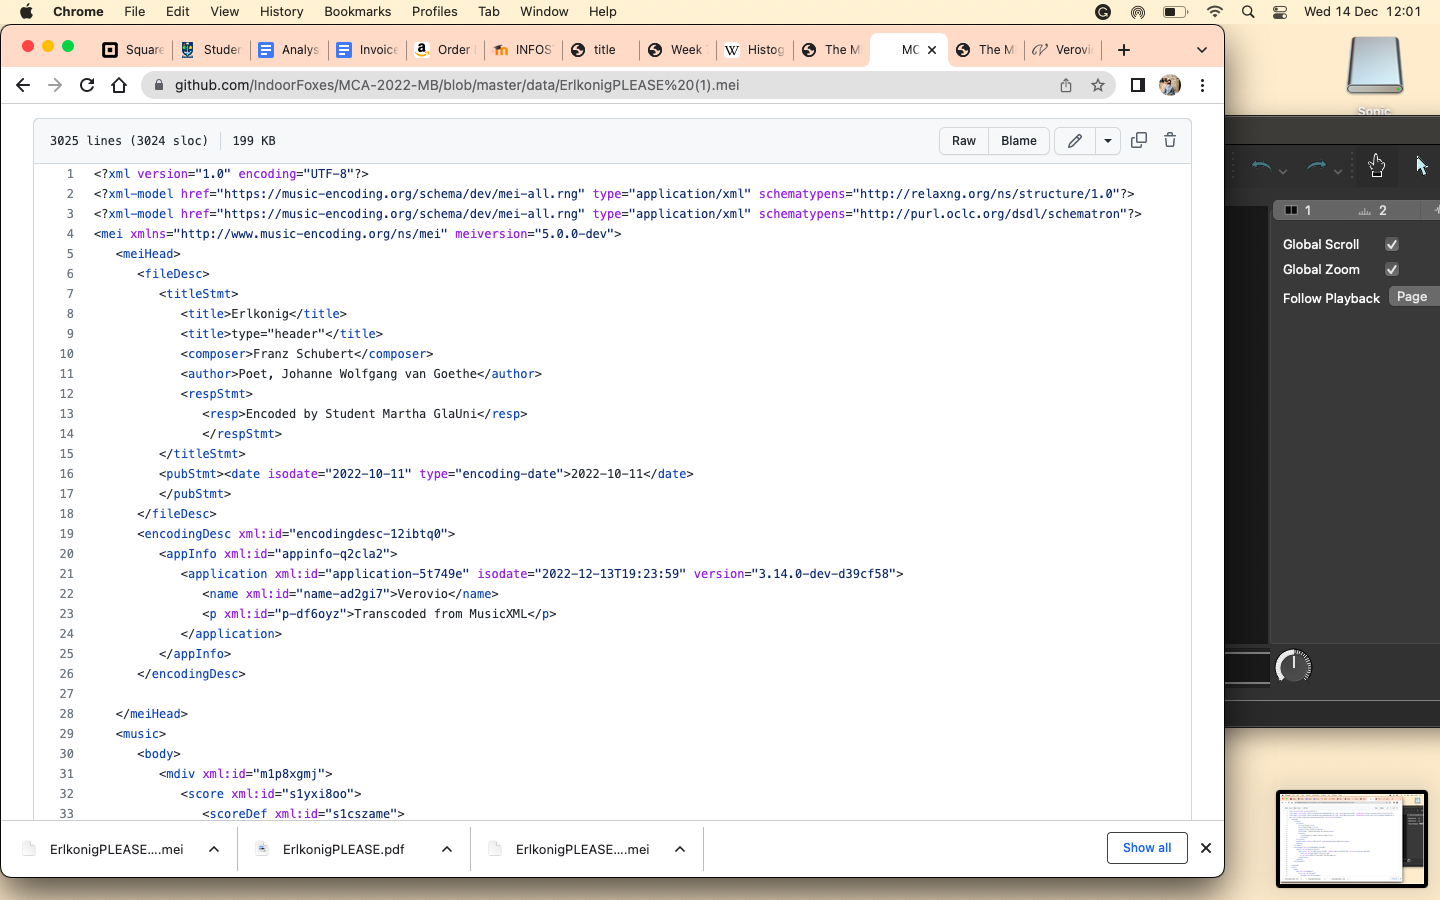 Chrome File Edit View History Bookmarks Profiles Tab Window Help Wed 14 Dec 12:01
Square Studen Analys Invoice Order INFOS title Week Histog The M MC The M Verovi
github.com/IndoorFoxes/MCA-2022-MB/blob/master/data/ErlkonigPLEASE%20(1).mei
Sonic
3025 lines (3024 sloc) 199 KB Raw Blame
1 <?xml version="1.0" encoding="UTF-8"?>
2 <?xml-model href="https://music-encoding.org/schema/dev/mei-all.rng" type="application/xml" schematypens="http://relaxng.org/ns/structure/1.0"?>
3 <?xml-model href="https://music-encoding.org/schema/dev/mei-all.rng" type="application/xml" schematypens="http://purl.oclc.org/dsdl/schematron"?>
4 <mei xmlns="http://www.music-encoding.org/ns/mei" meiversion="5.0.0-dev">
5 <meiHead>
6 <fileDesc>
7 <titleStmt>
8 <title>Erlkonig</title>
9 <title>type="header"</title>
10 <composer>Franz Schubert</composer>
11 <author>Poet, Johanne Wolfgang van Goethe</author>
12 <respStmt>
13 <resp>Encoded by Student Martha GlaUni</resp>
14 </respStmt>
15 </titleStmt>
16 <pubStmt><date isodate="2022-10-11" type="encoding-date">2022-10-11</date>
17 </pubStmt>
18 </fileDesc>
19 <encodingDesc xml:id="encodingdesc-12ibtq0">
20 <appInfo xml:id="appinfo-q2cla2">
21 <application xml:id="application-5t749e" isodate="2022-12-13T19:23:59" version="3.14.0-dev-d39cf58">
22 <name xml:id="name-ad2gi7">Verovio</name>
23 <p xml:id="p-df6oyz">Transcoded from MusicXML</p>
24 </application>
25 </appInfo>
26 </encodingDesc>
27
28 </meiHead>
29 <music>
30 <body>
31 <mdiv xml:id="m1p8xgmj">
32 <score xml:id="s1yxi8oo">
33 <scoreDef xml:id="s1cszame">
1 2
Global Scroll
Global Zoom
Follow Playback Page
ErlkonigPLEASE....mei ErlkonigPLEASE.pdf ErlkonigPLEASE....mei Show all